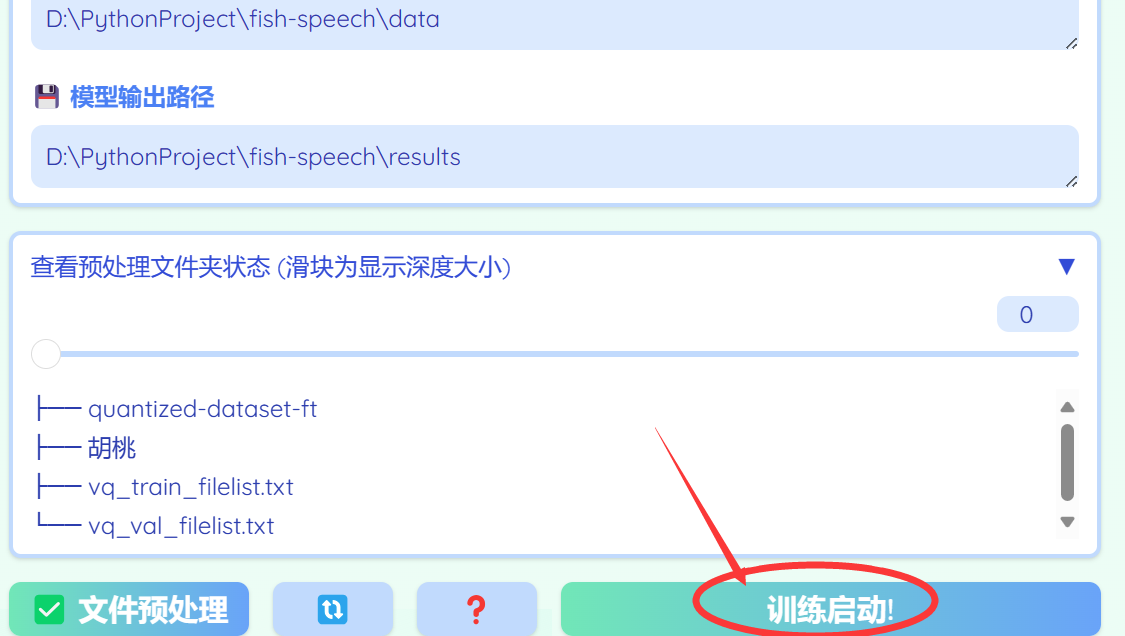 D:\PythonProject\fish-speech\data
💾 模型输出路径
D:\PythonProject\fish-speech\results
查看预处理文件夹状态 (滑块为显示深度大小) ▼
0
├── quantized-dataset-ft
├── 胡桃
├── vq_train_filelist.txt
└── vq_val_filelist.txt
✅ 文件预处理 🔃 ❓ 训练启动!